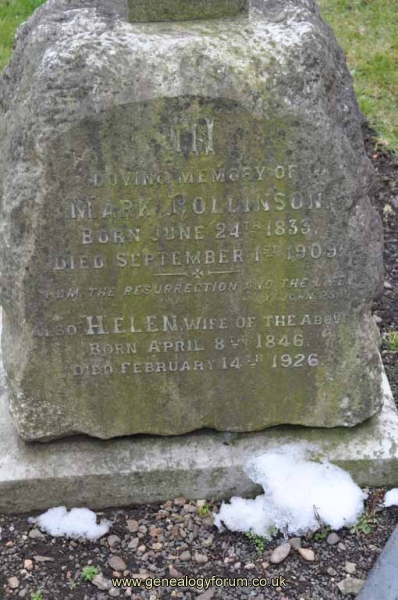 IN
LOVING MEMORY OF
MARK COLLINSON
BORN JUNE 24TH 1833,
DIED SEPTEMBER 1ST 1909
I AM THE RESURRECTION AND THE LIFE
ST JOHN
ALSO HELEN, WIFE OF THE ABOVE
BORN APRIL 8TH 1846.
DIED FEBRUARY 14TH 1926.
www.genealogyforum.co.uk